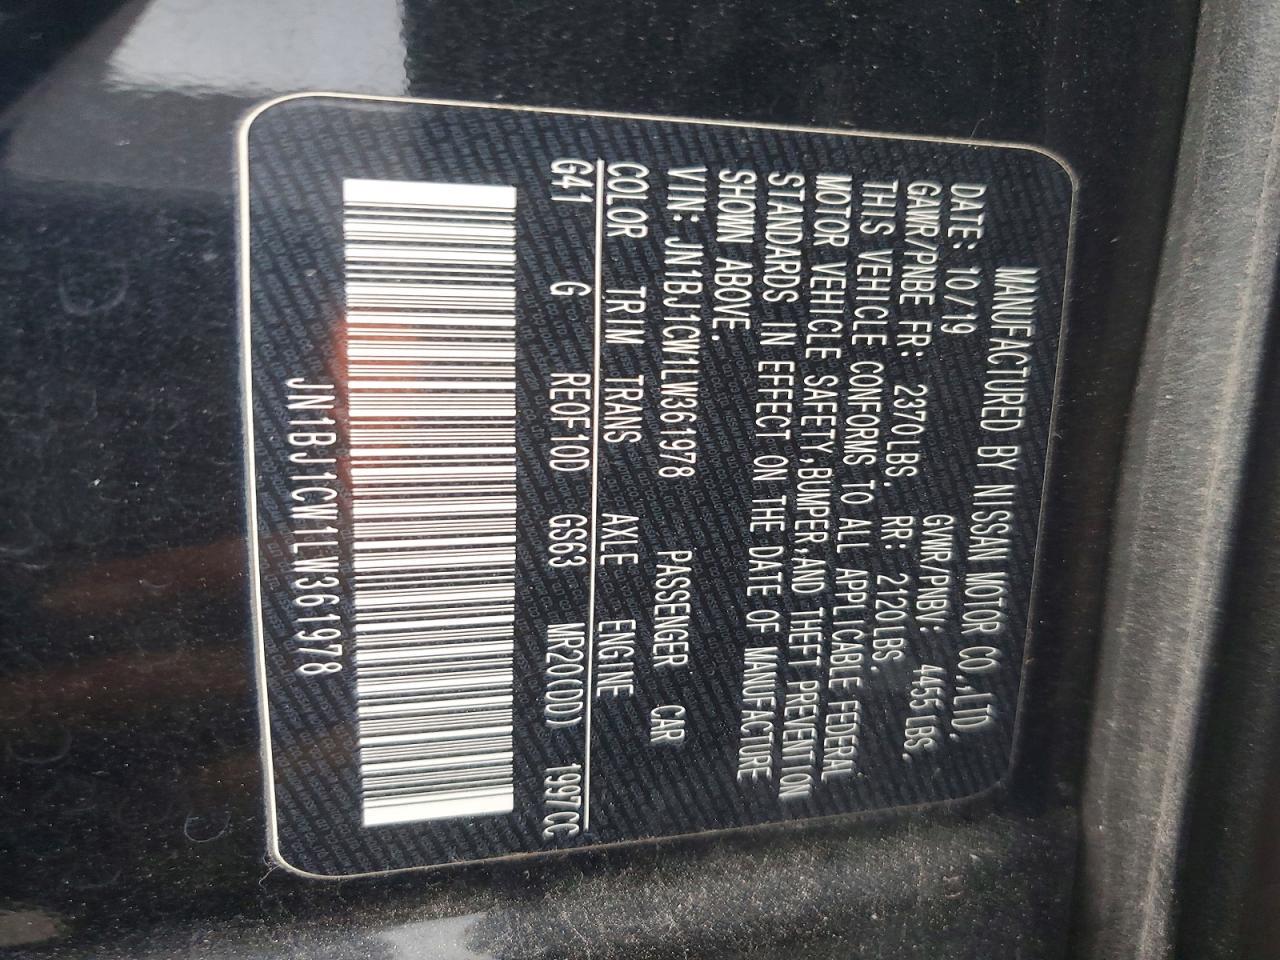 MANUFACTURED BY NISSAN MOTOR CO.,LTD.
DATE: 10/19 GVWR/PNBV: 4455 LBS.
GAWR/PNBE FR: 2370LBS. RR: 2120LBS.
THIS VEHICLE CONFORMS TO ALL APPLICABLE FEDERAL
MOTOR VEHICLE SAFETY,BUMPER,AND THEFT PREVENTION
STANDARDS IN EFFECT ON THE DATE OF MANUFACTURE
SHOWN ABOVE.
VIN: JN1BJ1CW1LW361978 PASSENGER CAR
COLOR TRIM TRANS AXLE ENGINE
G41 G RE0F10D GS63 MR20(DD) 1997CC
JN1BJ1CW1LW361978